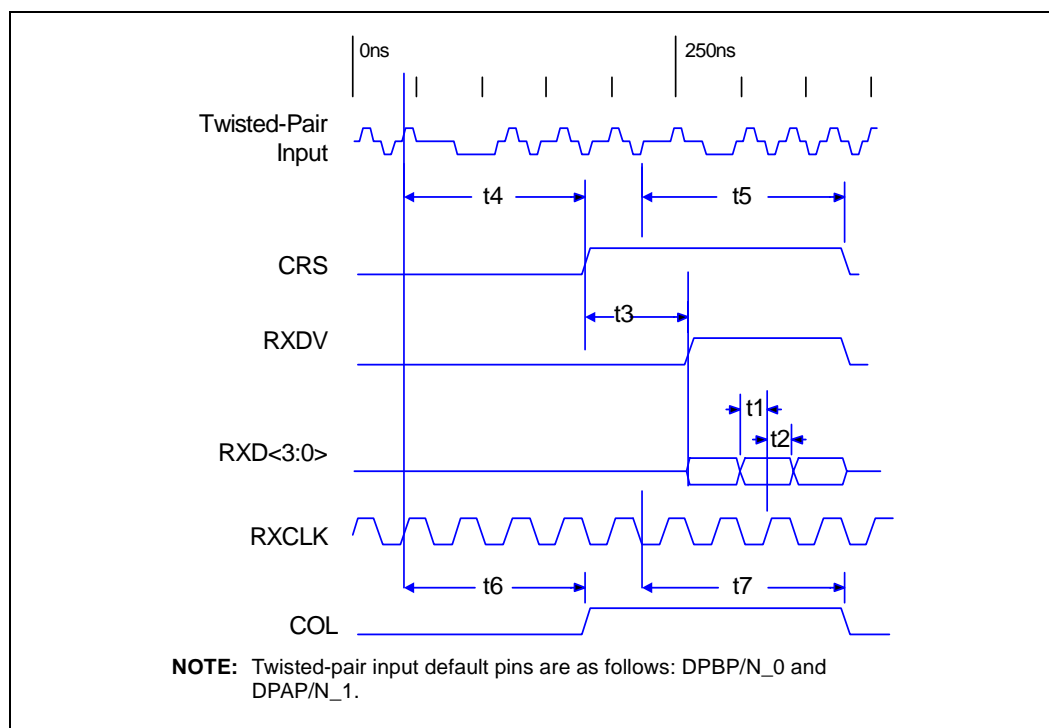 0ns 250ns
Twisted-Pair
Input
t4 t5
CRS
t3
RXDV
t1
t2
RXD<3:0>
RXCLK
t6 t7
COL
NOTE: Twisted-pair input default pins are as follows: DPBP/N_0 and
DPAP/N_1.